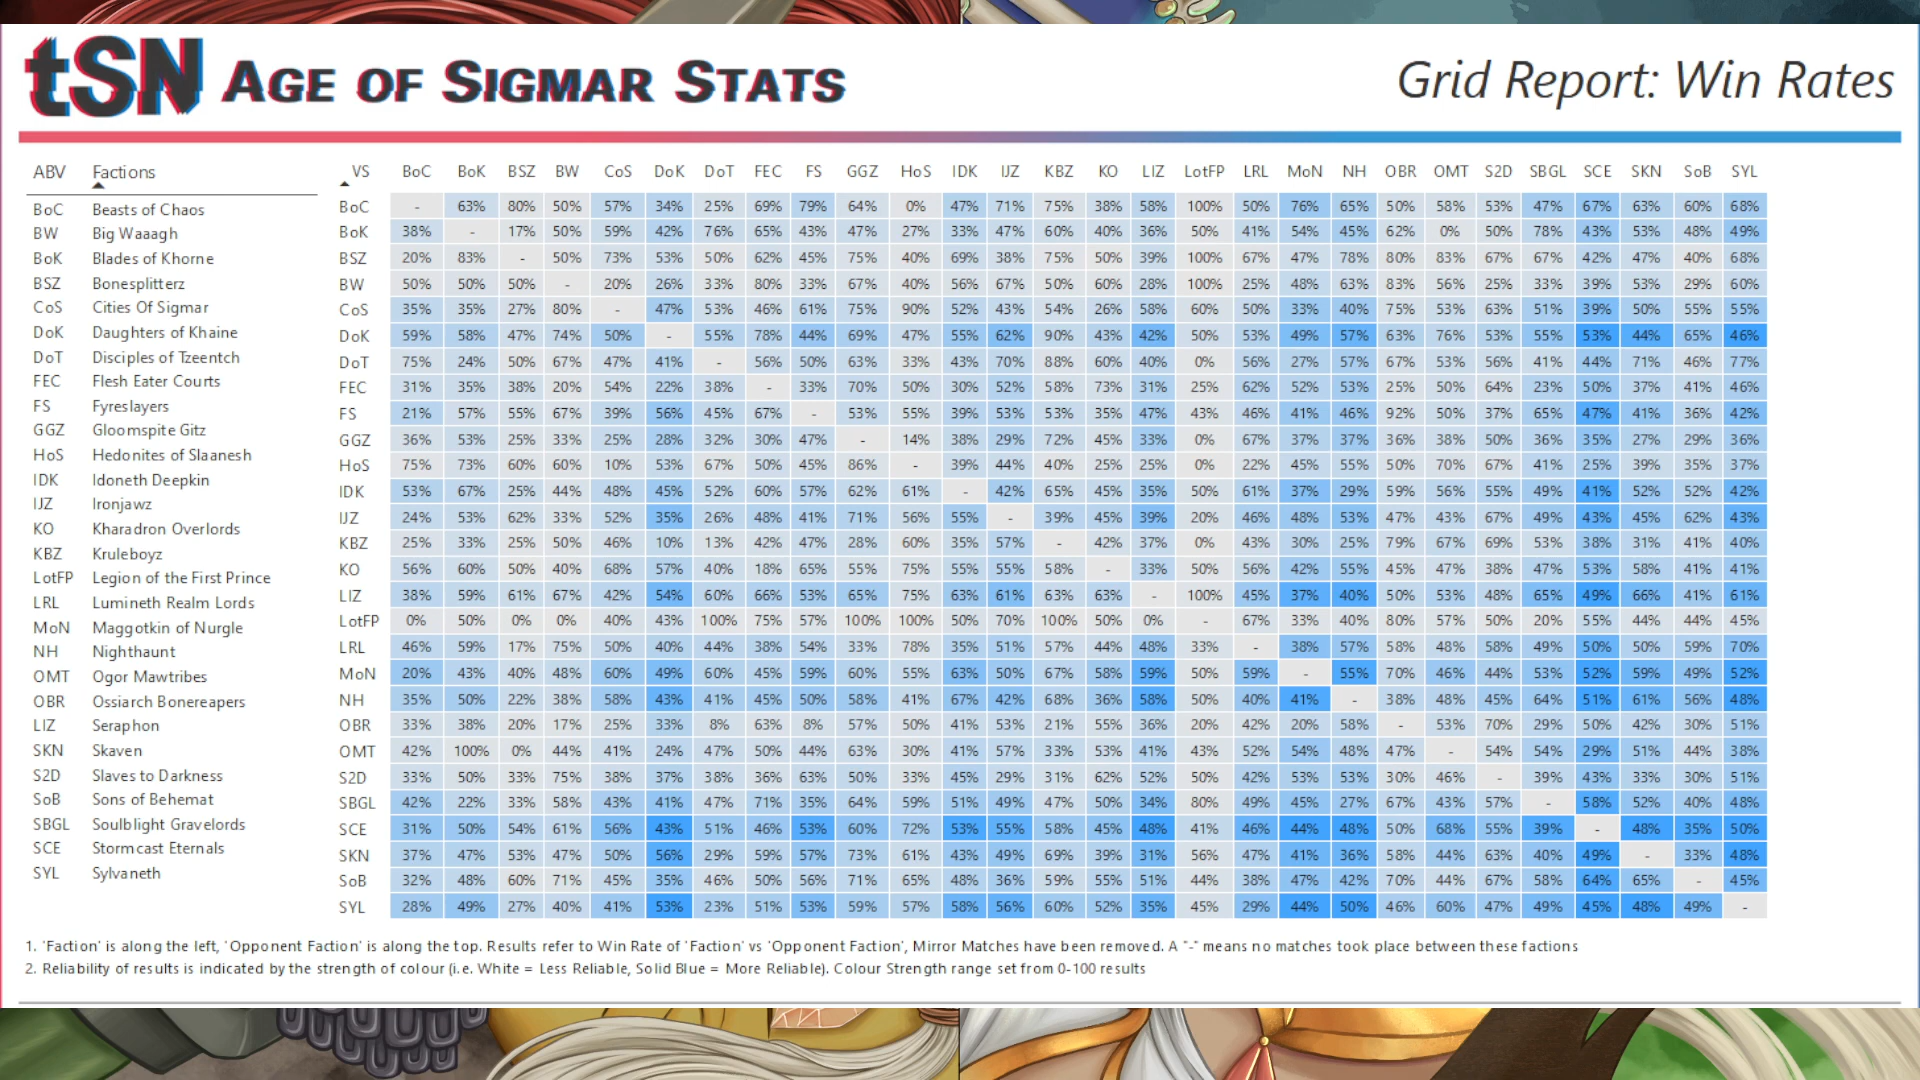 tSN AGE OF SIGMAR STATS
Grid Report: Win Rates
ABV Factions
BoC Beasts of Chaos
BW Big Waaagh
BoK Blades of Khorne
BSZ Bonesplitterz
CoS Cities Of Sigmar
DoK Daughters of Khaine
DoT Disciples of Tzeentch
FEC Flesh Eater Courts
FS Fyreslayers
GGZ Gloomspite Gitz
HoS Hedonites of Slaanesh
IDK Idoneth Deepkin
IJZ Ironjawz
KO Kharadron Overlords
KBZ Kruleboyz
LotFP Legion of the First Prince
LRL Lumineth Realm Lords
MoN Maggotkin of Nurgle
NH Nighthaunt
OMT Ogor Mawtribes
OBR Ossiarch Bonereapers
LIZ Seraphon
SKN Skaven
S2D Slaves to Darkness
SoB Sons of Behemat
SBGL Soulblight Gravelords
SCE Stormcast Eternals
SYL Sylvaneth
VS BoC BoK BSZ BW CoS DoK DoT FEC FS GGZ HoS IDK IJZ KBZ KO LIZ LotFP LRL MoN NH OBR OMT S2D SBGL SCE SKN SoB SYL
BoC - 63% 80% 50% 57% 34% 25% 69% 79% 64% 0% 47% 71% 75% 38% 58% 100% 50% 76% 65% 50% 58% 53% 47% 67% 63% 60% 68%
BoK 38% - 17% 50% 59% 42% 76% 65% 43% 47% 27% 33% 47% 60% 40% 36% 50% 41% 54% 45% 62% 0% 50% 78% 43% 53% 48% 49%
BSZ 20% 83% - 50% 73% 53% 50% 62% 45% 75% 40% 69% 38% 75% 50% 39% 100% 67% 47% 78% 80% 83% 67% 67% 42% 47% 40% 68%
BW 50% 50% 50% - 20% 26% 33% 80% 33% 67% 40% 56% 67% 50% 60% 28% 100% 25% 48% 63% 83% 56% 25% 33% 39% 53% 29% 60%
CoS 35% 35% 27% 80% - 47% 53% 46% 61% 75% 90% 52% 43% 54% 26% 58% 60% 50% 33% 40% 75% 53% 63% 51% 39% 50% 55% 55%
DoK 59% 58% 47% 74% 50% - 55% 78% 44% 69% 47% 55% 62% 90% 43% 42% 50% 53% 49% 57% 63% 76% 53% 55% 53% 44% 65% 46%
DoT 75% 24% 50% 67% 47% 41% - 56% 50% 63% 33% 43% 70% 88% 60% 40% 0% 56% 27% 57% 67% 53% 56% 41% 44% 71% 46% 77%
FEC 31% 35% 38% 20% 54% 22% 38% - 33% 70% 50% 30% 52% 58% 73% 31% 25% 62% 52% 53% 25% 50% 64% 23% 50% 37% 41% 46%
FS 21% 57% 55% 67% 39% 56% 45% 67% - 53% 55% 39% 53% 53% 35% 47% 43% 46% 41% 46% 92% 50% 37% 65% 47% 41% 36% 42%
GGZ 36% 53% 25% 33% 25% 28% 32% 30% 47% - 14% 38% 29% 72% 45% 33% 0% 67% 37% 37% 36% 38% 50% 36% 35% 27% 29% 36%
HoS 75% 73% 60% 60% 10% 53% 67% 50% 45% 86% - 39% 44% 40% 25% 25% 0% 22% 45% 55% 50% 70% 67% 41% 25% 39% 35% 37%
IDK 53% 67% 25% 44% 48% 45% 52% 60% 57% 62% 61% - 42% 65% 45% 35% 50% 61% 37% 29% 59% 56% 55% 49% 41% 52% 52% 42%
IJZ 24% 53% 62% 33% 52% 35% 26% 48% 41% 71% 56% 55% - 39% 45% 39% 20% 46% 48% 53% 47% 43% 67% 49% 43% 45% 62% 43%
KBZ 25% 33% 25% 50% 46% 10% 13% 42% 47% 28% 60% 35% 57% - 42% 37% 0% 43% 30% 25% 79% 67% 69% 53% 38% 31% 41% 40%
KO 56% 60% 50% 40% 68% 57% 40% 18% 65% 55% 75% 55% 55% 58% - 33% 50% 56% 42% 55% 45% 47% 38% 47% 53% 58% 41% 41%
LIZ 38% 59% 61% 67% 42% 54% 60% 66% 53% 65% 75% 63% 61% 63% 63% - 100% 45% 37% 40% 50% 53% 48% 65% 49% 66% 41% 61%
LotFP 0% 50% 0% 0% 40% 43% 100% 75% 57% 100% 100% 50% 70% 100% 50% 0% - 67% 33% 40% 80% 57% 50% 20% 55% 44% 44% 45%
LRL 46% 59% 17% 75% 50% 40% 44% 38% 54% 33% 78% 35% 51% 57% 44% 48% 33% - 38% 57% 58% 48% 58% 49% 50% 50% 59% 70%
MoN 20% 43% 40% 48% 60% 49% 60% 45% 59% 60% 55% 63% 50% 67% 58% 59% 50% 59% - 55% 70% 46% 44% 53% 52% 59% 49% 52%
NH 35% 50% 22% 38% 58% 43% 41% 45% 50% 58% 41% 67% 42% 68% 36% 58% 50% 40% 41% - 38% 48% 45% 64% 51% 61% 56% 48%
OBR 33% 38% 20% 17% 25% 33% 8% 63% 8% 57% 50% 41% 53% 21% 55% 36% 20% 42% 20% 58% - 53% 70% 29% 50% 42% 30% 51%
OMT 42% 100% 0% 44% 41% 24% 47% 50% 44% 63% 30% 41% 57% 33% 53% 41% 43% 52% 54% 48% 47% - 54% 54% 29% 51% 44% 38%
S2D 33% 50% 33% 75% 38% 37% 38% 36% 63% 50% 33% 45% 29% 31% 62% 52% 50% 42% 53% 53% 30% 46% - 39% 43% 33% 30% 51%
SBGL 42% 22% 33% 58% 43% 41% 47% 71% 35% 64% 59% 51% 49% 47% 50% 34% 80% 49% 45% 27% 67% 43% 57% - 58% 52% 40% 48%
SCE 31% 50% 54% 61% 56% 43% 51% 46% 53% 60% 72% 53% 55% 58% 45% 48% 41% 46% 44% 48% 50% 68% 55% 39% - 48% 35% 50%
SKN 37% 47% 53% 47% 50% 56% 29% 59% 57% 73% 61% 43% 49% 69% 39% 31% 56% 47% 41% 36% 58% 44% 63% 40% 49% - 33% 48%
SoB 32% 48% 60% 71% 45% 35% 46% 50% 56% 71% 65% 48% 36% 59% 55% 51% 44% 38% 47% 42% 70% 44% 67% 58% 64% 65% - 45%
SYL 28% 49% 27% 40% 41% 53% 23% 51% 53% 59% 57% 58% 56% 60% 52% 35% 45% 29% 44% 50% 46% 60% 47% 49% 45% 48% 49% -
1. 'Faction' is along the left, 'Opponent Faction' is along the top. Results refer to Win Rate of 'Faction' vs 'Opponent Faction', Mirror Matches have been removed. A "-" means no matches took place between these factions
2. Reliability of results is indicated by the strength of colour (i.e. White = Less Reliable, Solid Blue = More Reliable). Colour Strength range set from 0-100 results